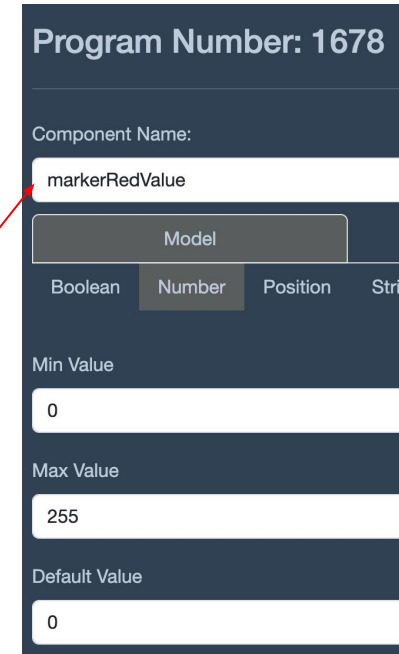 Program Number: 1678
Component Name:
markerRedValue
Model
Boolean Number Position Stri
Min Value
0
Max Value
255
Default Value
0